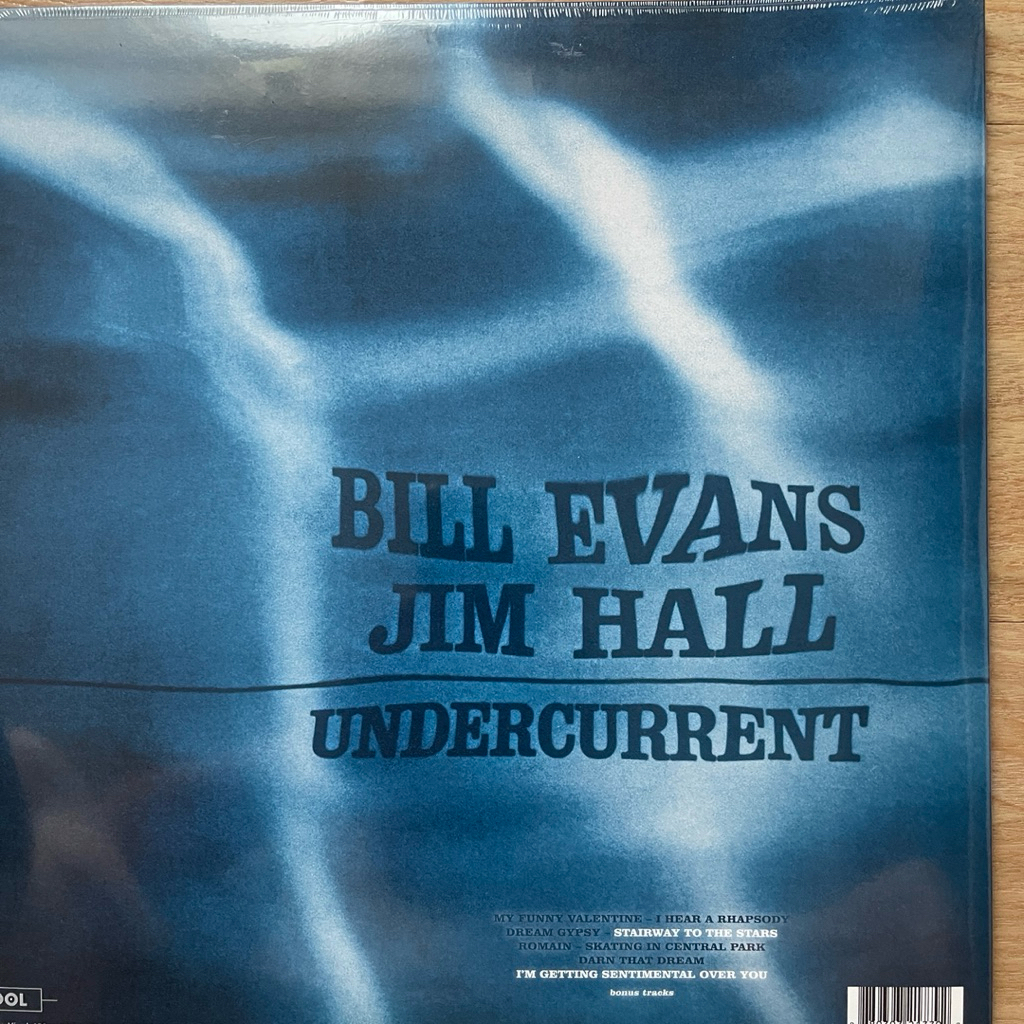 BILL EVANS
JIM HALL
UNDERCURRENT
MY FUNNY VALENTINE – I HEAR A RHAPSODY
DREAM GYPSY – STAIRWAY TO THE STARS
ROMAIN – SKATING IN CENTRAL PARK
DARN THAT DREAM
I'M GETTING SENTIMENTAL OVER YOU
bonus tracks
OOL